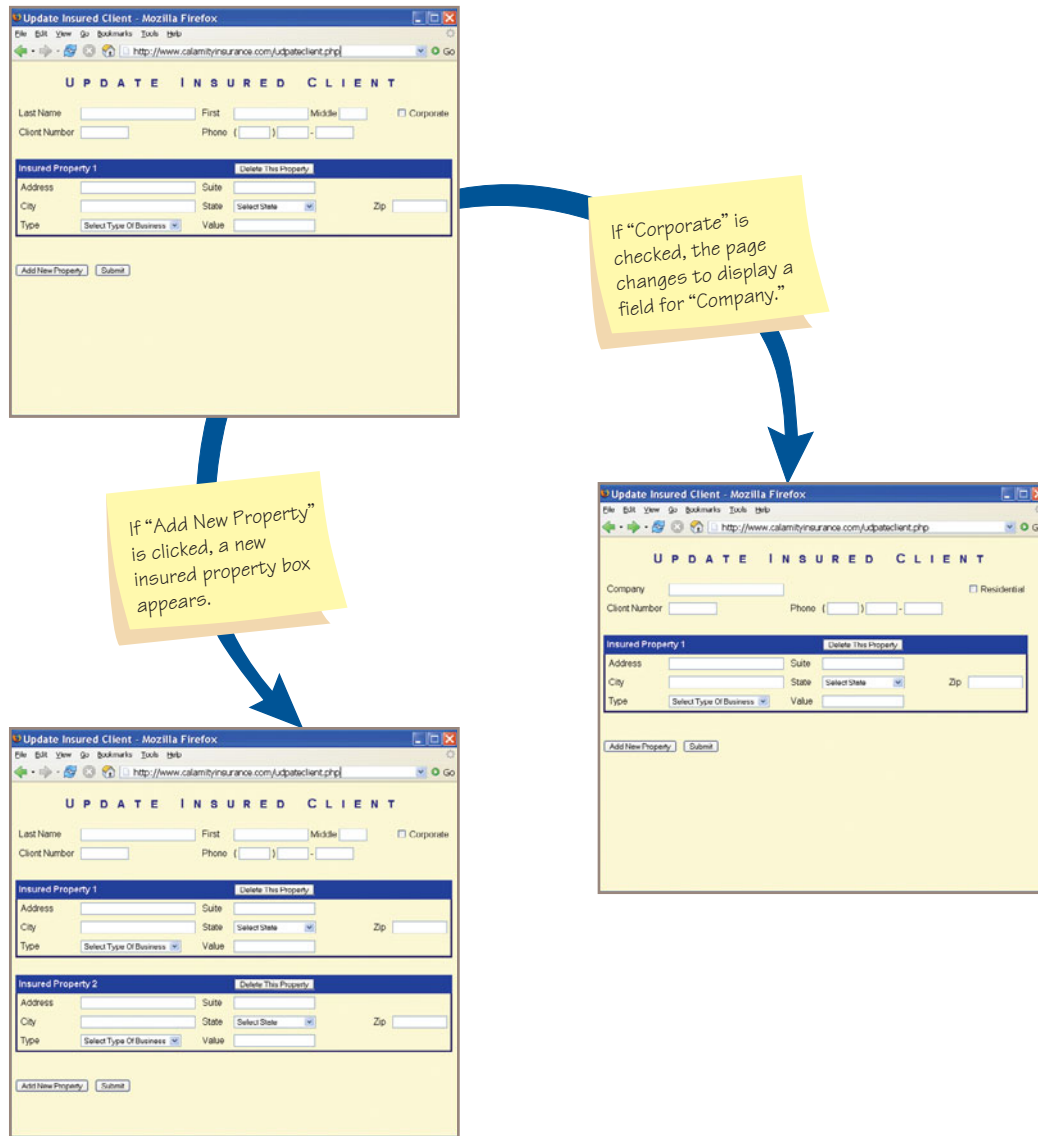 Update Insured Client - Mozilla Firefox
File Edit View Go Bookmarks Tools Help
http://www.calamityinsurance.com/udpateclient.php Go
UPDATE INSURED CLIENT
Last Name First Middle Corporate
Client Number Phone ( ) -
Insured Property 1 Delete This Property
Address Suite
City State Select State Zip
Type Select Type Of Business Value
Add New Property Submit
If “Corporate” is
checked, the page
changes to display a
field for “Company.”
If “Add New Property”
is clicked, a new
insured property box
appears.
Update Insured Client - Mozilla Firefox
File Edit View Go Bookmarks Tools Help
http://www.calamityinsurance.com/udpateclient.php G
UPDATE INSURED CLIENT
Company Residential
Client Number Phone ( ) -
Insured Property 1 Delete This Property
Address Suite
City State Select State Zip
Type Select Type Of Business Value
Add New Property Submit
Update Insured Client - Mozilla Firefox
File Edit View Go Bookmarks Tools Help
http://www.calamityinsurance.com/udpateclient.php Go
UPDATE INSURED CLIENT
Last Name First Middle Corporate
Client Number Phone ( ) -
Insured Property 1 Delete This Property
Address Suite
City State Select State Zip
Type Select Type Of Business Value
Insured Property 2 Delete This Property
Address Suite
City State Select State Zip
Type Select Type Of Business Value
Add New Property Submit